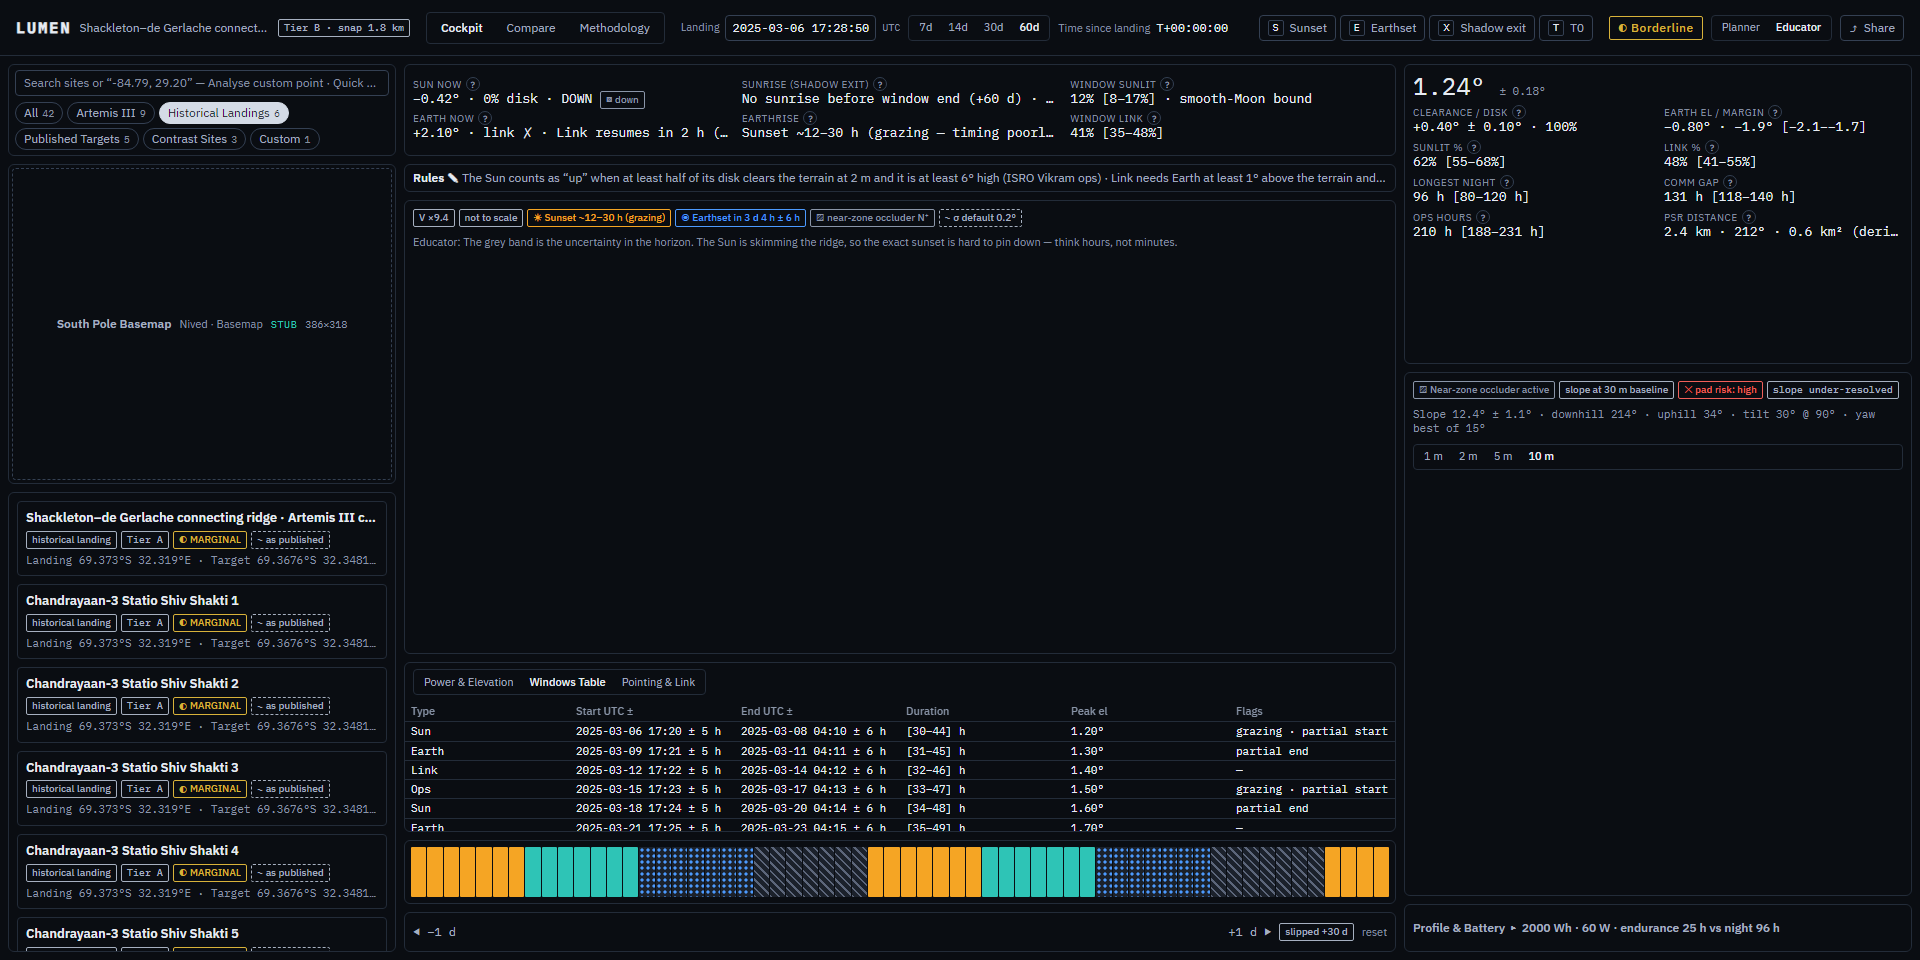 LUMEN Shackleton–de Gerlache connect… Tier B · snap 1.8 km Cockpit Compare Methodology Landing 2025-03-06 17:28:50 UTC 7d 14d 30d 60d Time since landing T+00:00:00 S Sunset E Earthset X Shadow exit T T0 ◐ Borderline Planner Educator ⤴ Share
Search sites or “-84.79, 29.20” — Analyse custom point · Quick …
All 42 Artemis III 9 Historical Landings 6
Published Targets 5 Contrast Sites 3 Custom 1
South Pole Basemap Nived · Basemap STUB 386×318
Shackleton–de Gerlache connecting ridge · Artemis III c…
historical landing Tier A ◐ MARGINAL ~ as published
Landing 69.373°S 32.319°E · Target 69.3676°S 32.3481…
Chandrayaan-3 Statio Shiv Shakti 1
historical landing Tier A ◐ MARGINAL ~ as published
Landing 69.373°S 32.319°E · Target 69.3676°S 32.3481…
Chandrayaan-3 Statio Shiv Shakti 2
historical landing Tier A ◐ MARGINAL ~ as published
Landing 69.373°S 32.319°E · Target 69.3676°S 32.3481…
Chandrayaan-3 Statio Shiv Shakti 3
historical landing Tier A ◐ MARGINAL ~ as published
Landing 69.373°S 32.319°E · Target 69.3676°S 32.3481…
Chandrayaan-3 Statio Shiv Shakti 4
historical landing Tier A ◐ MARGINAL ~ as published
Landing 69.373°S 32.319°E · Target 69.3676°S 32.3481…
Chandrayaan-3 Statio Shiv Shakti 5
SUN NOW ? SUNRISE (SHADOW EXIT) ? WINDOW SUNLIT ?
−0.42° · 0% disk · DOWN down No sunrise before window end (+60 d) · … 12% [8–17%] · smooth-Moon bound
EARTH NOW ? EARTHRISE ? WINDOW LINK ?
+2.10° · link ✗ · Link resumes in 2 h (… Sunset ~12–30 h (grazing — timing poorl… 41% [35–48%]
Rules ✎ The Sun counts as “up” when at least half of its disk clears the terrain at 2 m and it is at least 6° high (ISRO Vikram ops) · Link needs Earth at least 1° above the terrain and…
V ×9.4 not to scale ☀ Sunset ~12–30 h (grazing) Earthset in 3 d 4 h ± 6 h near-zone occluder N⁺ ~ σ default 0.2°
Educator: The grey band is the uncertainty in the horizon. The Sun is skimming the ridge, so the exact sunset is hard to pin down — think hours, not minutes.
Power & Elevation Windows Table Pointing & Link
Type Start UTC ± End UTC ± Duration Peak el Flags
Sun 2025-03-06 17:20 ± 5 h 2025-03-08 04:10 ± 6 h [30–44] h 1.20° grazing · partial start
Earth 2025-03-09 17:21 ± 5 h 2025-03-11 04:11 ± 6 h [31–45] h 1.30° partial end
Link 2025-03-12 17:22 ± 5 h 2025-03-14 04:12 ± 6 h [32–46] h 1.40° —
Ops 2025-03-15 17:23 ± 5 h 2025-03-17 04:13 ± 6 h [33–47] h 1.50° grazing · partial start
Sun 2025-03-18 17:24 ± 5 h 2025-03-20 04:14 ± 6 h [34–48] h 1.60° partial end
Earth 2025-03-21 17:25 ± 5 h 2025-03-23 04:15 ± 6 h [35–49] h 1.70° —
◄ −1 d +1 d ► slipped +30 d reset
1.24° ± 0.18°
CLEARANCE / DISK ? EARTH EL / MARGIN ?
+0.40° ± 0.10° · 100% −0.80° · −1.9° [−2.1–−1.7]
SUNLIT % ? LINK % ?
62% [55–68%] 48% [41–55%]
LONGEST NIGHT ? COMM GAP ?
96 h [80–120 h] 131 h [118–140 h]
OPS HOURS ? PSR DISTANCE ?
210 h [188–231 h] 2.4 km · 212° · 0.6 km² (deri…
Near-zone occluder active slope at 30 m baseline ✕ pad risk: high slope under-resolved
Slope 12.4° ± 1.1° · downhill 214° · uphill 34° · tilt 30° @ 90° · yaw
best of 15°
1 m 2 m 5 m 10 m
Profile & Battery ▸ 2000 Wh · 60 W · endurance 25 h vs night 96 h